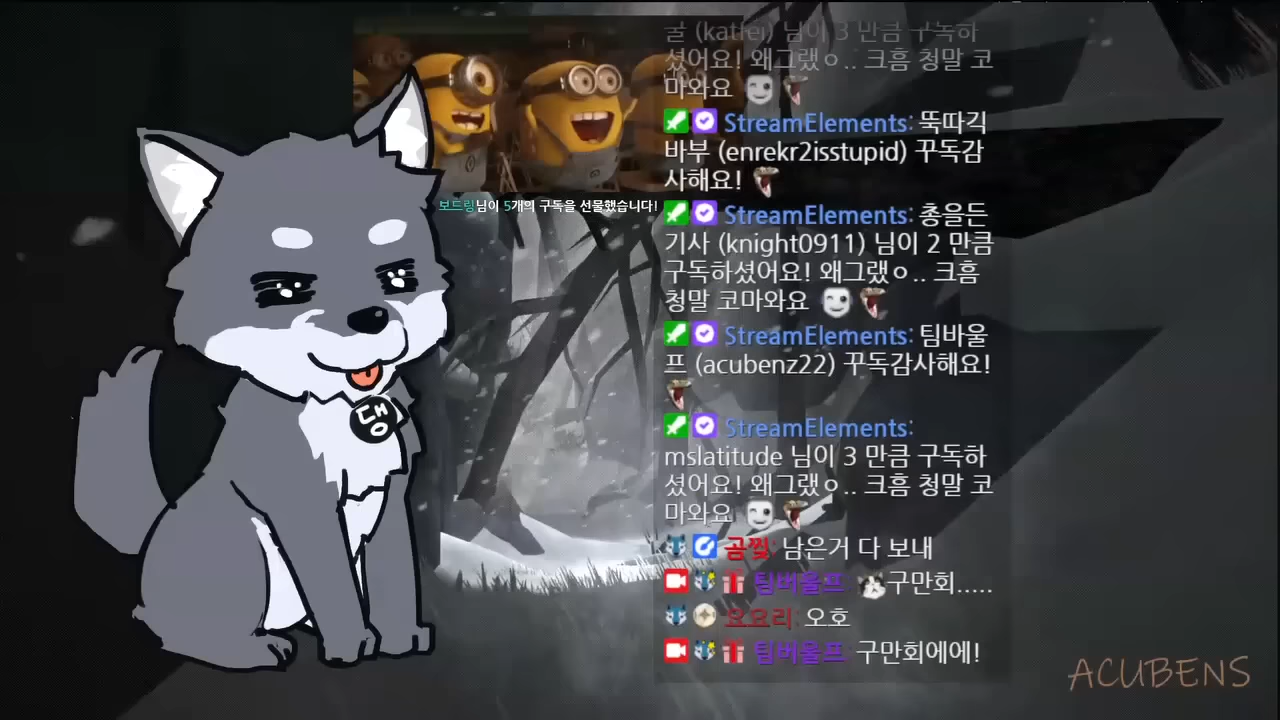 굴 (katfei) 님이 3 만큼 구독하
셨어요! 왜그랬ㅇ.. 크흠 청말 코
마와요
StreamElements: 뚝따긱
바부 (enrekr2isstupid) 꾸독감
사해요!
보드링님이 5개의 구독을 선물했습니다!
StreamElements: 총을든
기사 (knight0911) 님이 2 만큼
구독하셨어요! 왜그랬ㅇ.. 크흠
청말 코마와요
StreamElements: 팀바울
프 (acubenz22) 꾸독감사해요!
댕
StreamElements:
mslatitude 님이 3 만큼 구독하
셨어요! 왜그랬ㅇ.. 크흠 청말 코
마와요
곰찢: 남은거 다 보내
팀버울프: 구만회.....
요요리: 오호
팀버울프: 구만회에에!
ACUBENS